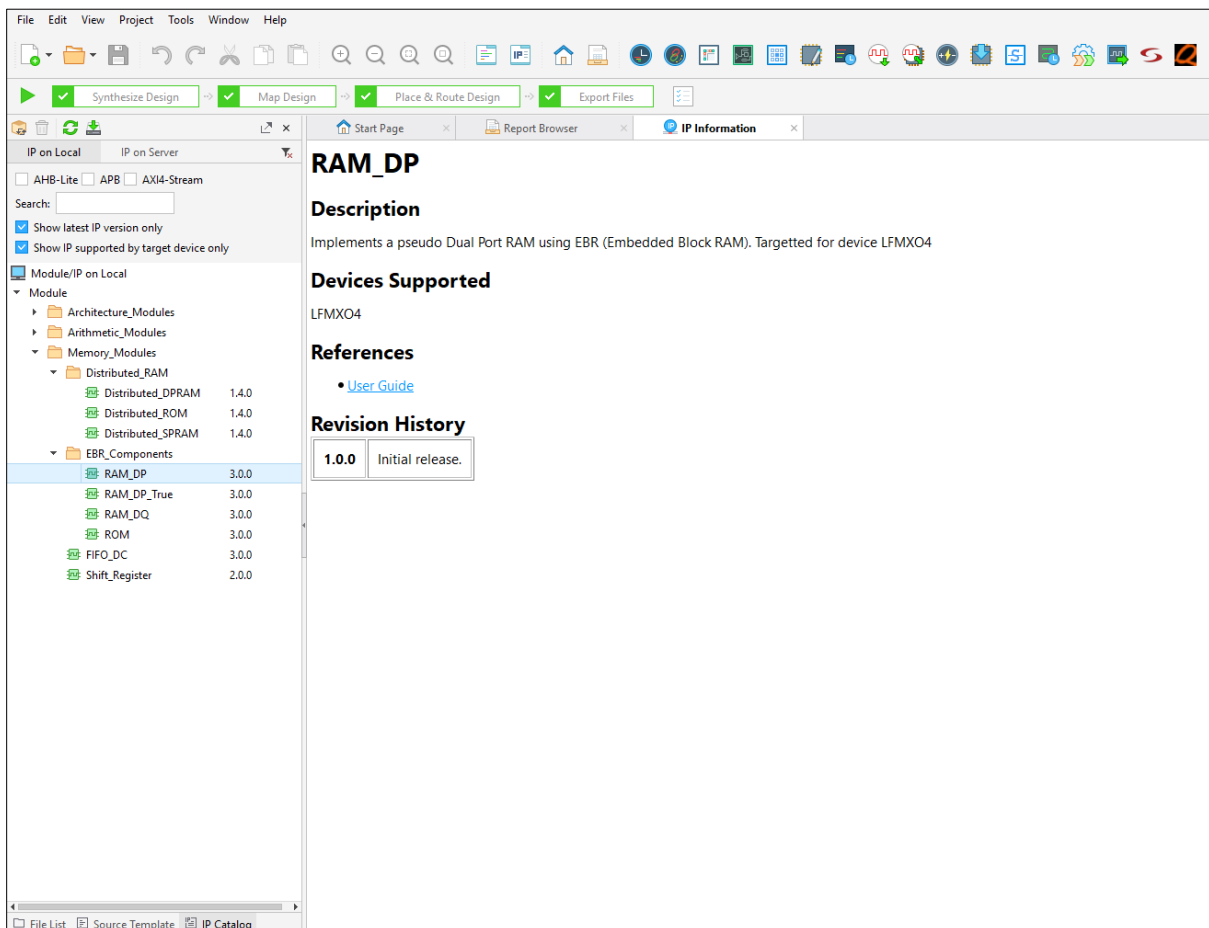 File Edit View Project Tools Window Help
IP
Synthesize Design Map Design Place & Route Design Export Files
Start Page Report Browser IP Information
IP on Local IP on Server
AHB-Lite APB AXI4-Stream
Search:
Show latest IP version only
Show IP supported by target device only
Module/IP on Local
Module
Architecture_Modules
Arithmetic_Modules
Memory_Modules
Distributed_RAM
Distributed_DPRAM 1.4.0
Distributed_ROM 1.4.0
Distributed_SPRAM 1.4.0
EBR_Components
RAM_DP 3.0.0
RAM_DP_True 3.0.0
RAM_DQ 3.0.0
ROM 3.0.0
FIFO_DC 3.0.0
Shift_Register 2.0.0
File List Source Template IP Catalog
RAM_DP
Description
Implements a pseudo Dual Port RAM using EBR (Embedded Block RAM). Targetted for device LFMXO4
Devices Supported
LFMXO4
References
User Guide
Revision History
1.0.0 Initial release.